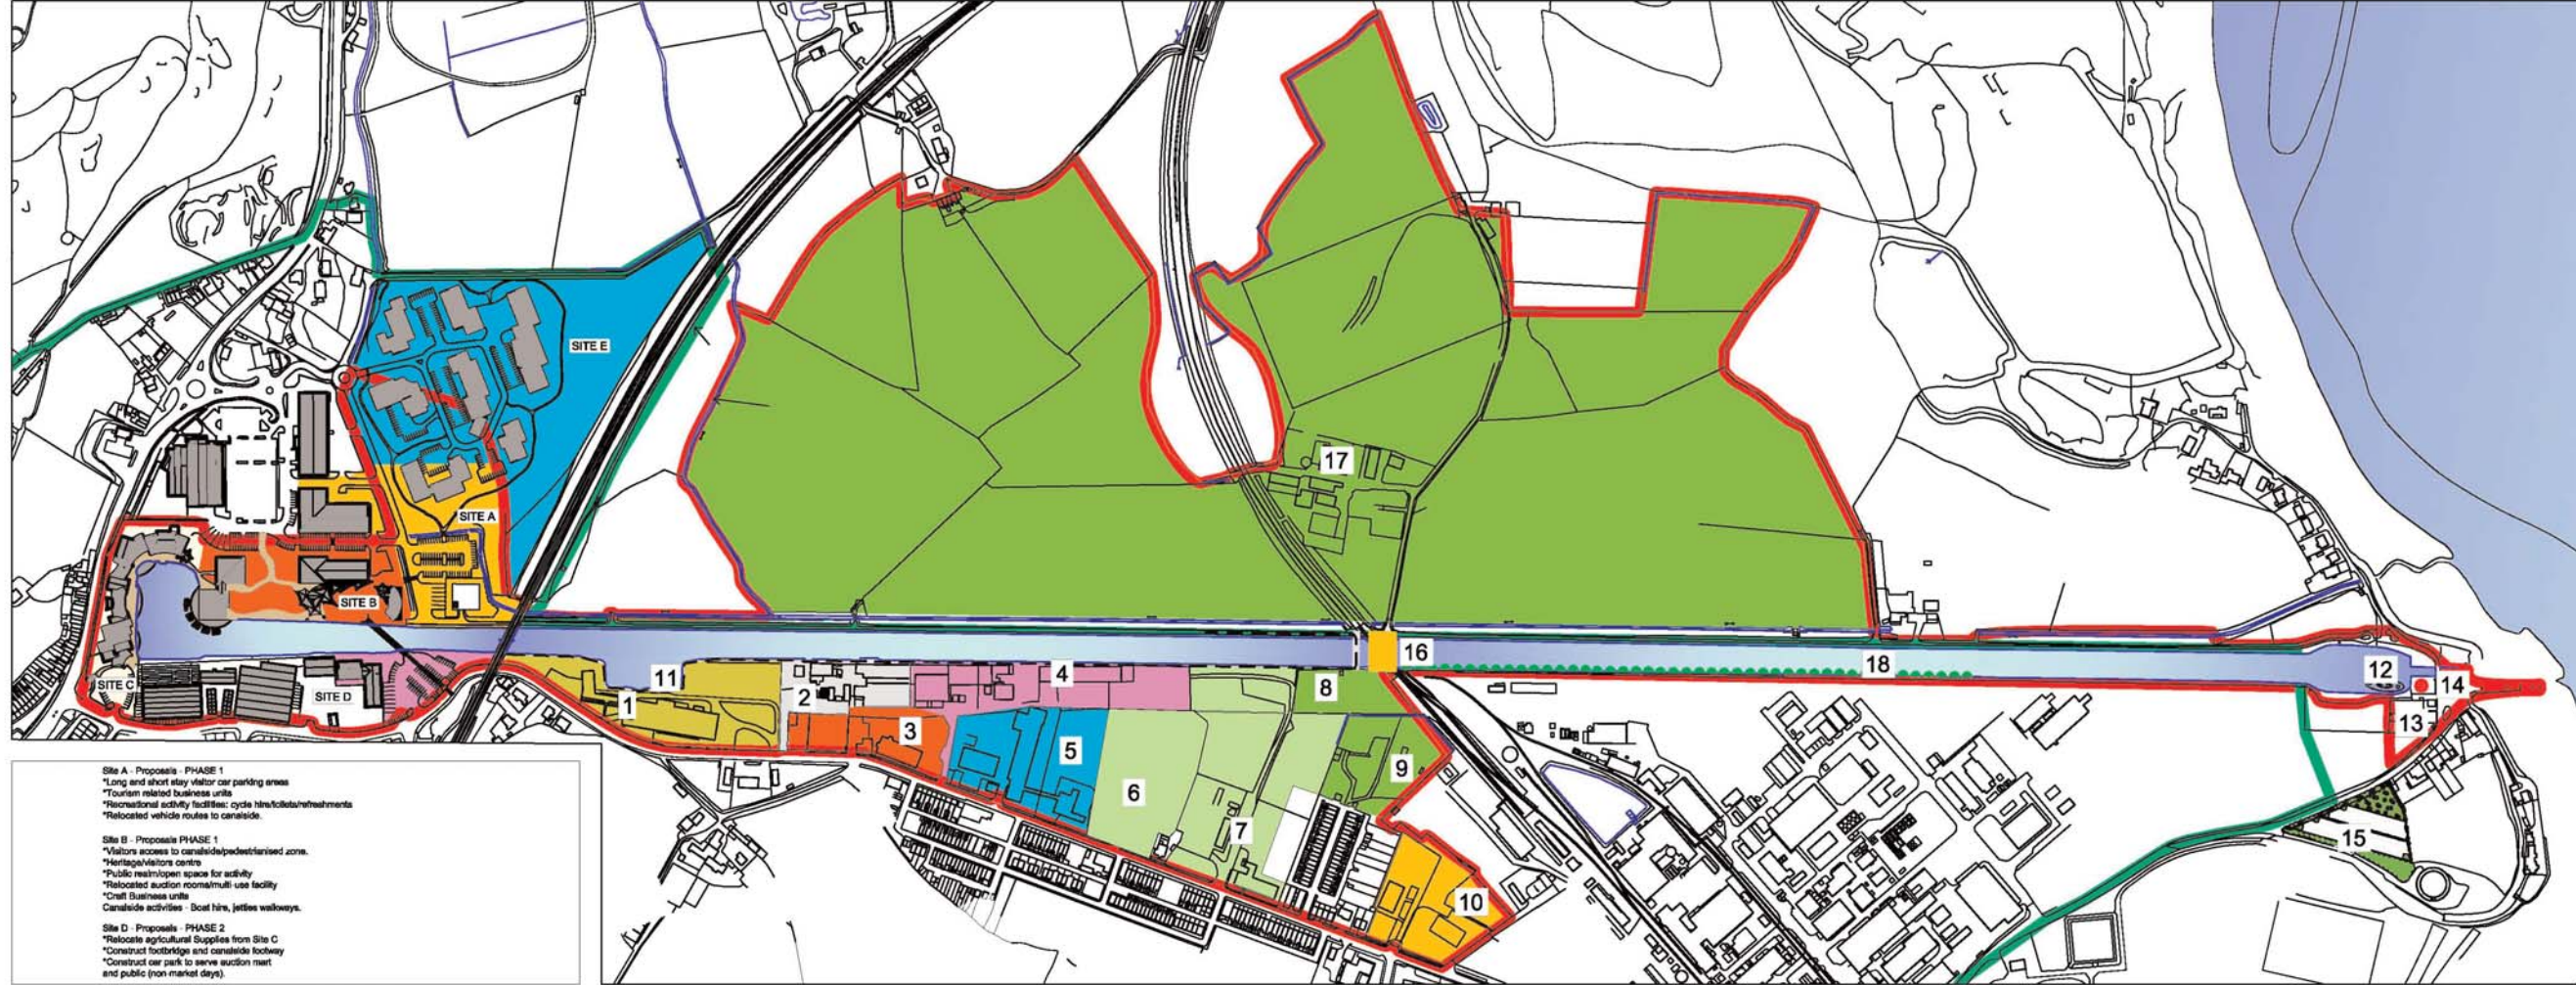 SITE E
SITE A
SITE B
SITE C
SITE D
1
2
3
4
5
6
7
8
9
10
11
12
13
14
15
16
17
18
Site A - Proposals - PHASE 1
*Long and short stay visitor car parking areas
*Tourism related business units
*Recreational activity facilities: cycle hire/toilets/refreshments
*Relocated vehicle routes to canalside.
Site B - Proposals PHASE 1
*Visitors access to canalside/pedestrianised zone.
*Heritage/visitors centre
*Public realm/open space for activity
*Relocated auction rooms/multi-use facility
*Craft Business units
Canalside activities - Boat hire, jetties walkways.
Site D - Proposals - PHASE 2
*Relocate agricultural Supplies from Site C
*Construct footbridge and canalside footway
*Construct car park to serve auction mart
and public (non-market days).